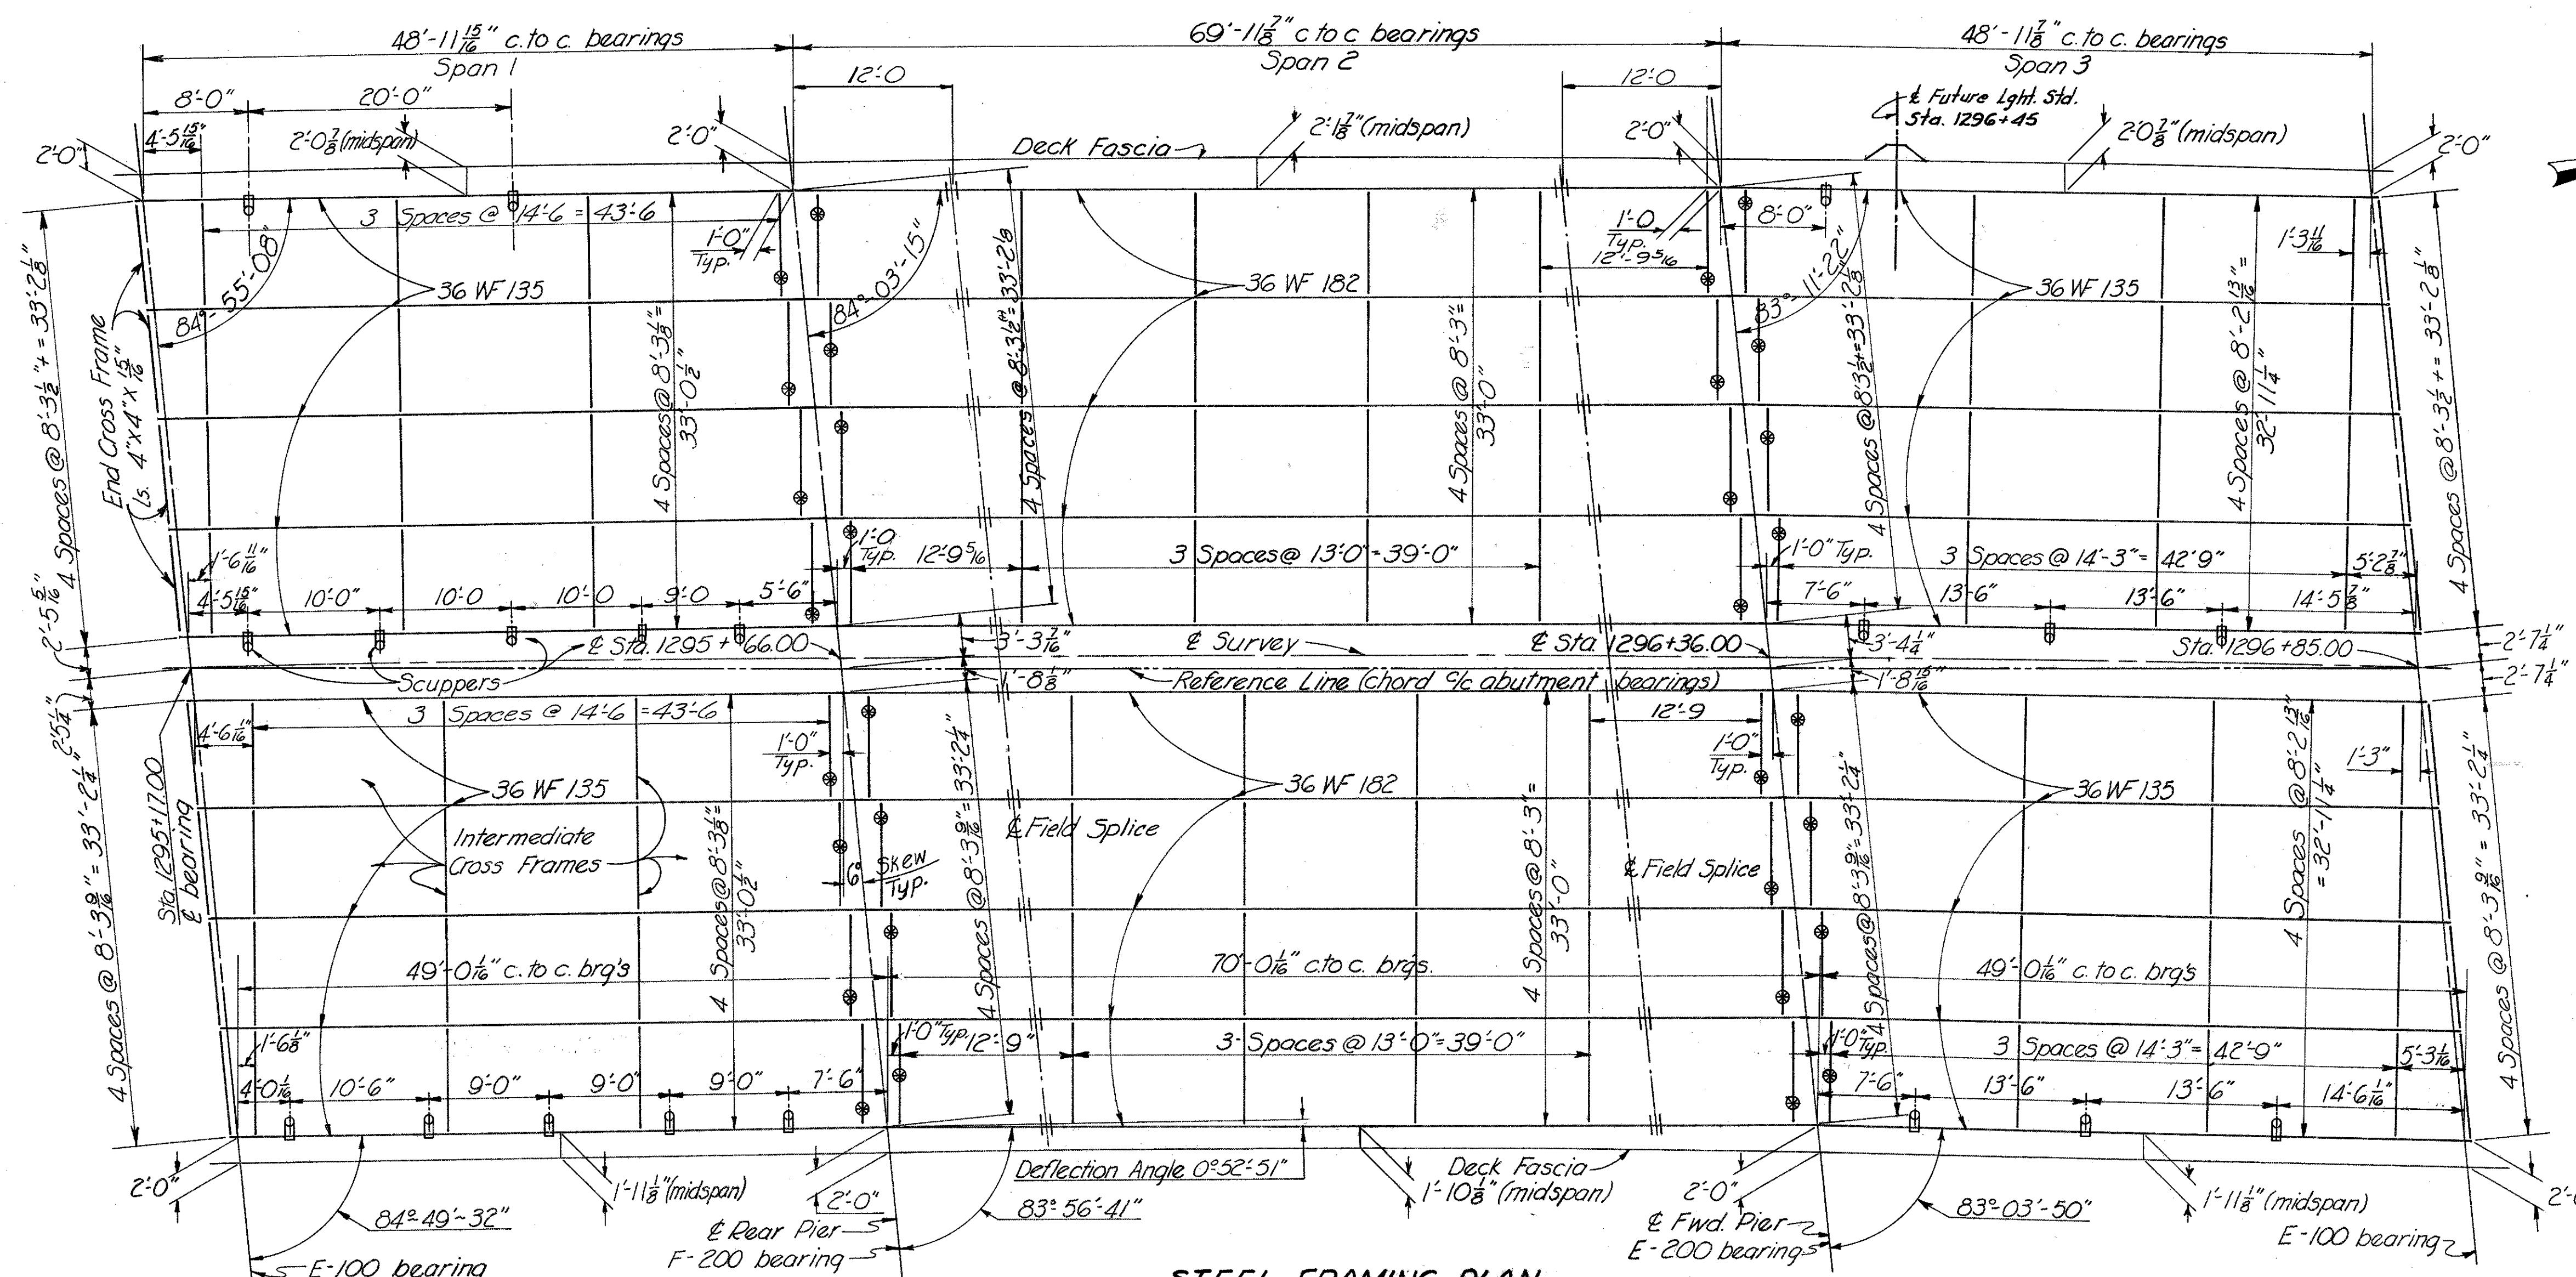 48'-11 15/16" c. to c. bearings
Span 1
69'-11 7/8" c to c bearings
Span 2
48'-11 7/8" c. to c. bearings
Span 3
8'-0"
20'-0"
12'-0
12'-0
₵ Future Lght. Std.
Sta. 1296+45
4'-5 15/16"
2'-0"
2'-0 7/8" (midspan)
2'-0"
Deck Fascia
2'-1 7/8" (midspan)
2'-0"
2'-0 7/8" (midspan)
2'-0"
3 Spaces @ 14'-6 = 43'-6
1'-0"
Typ.
84°-55'-08"
84°-03'-15"
1'-0
Typ.
12'-9 5/16
8'-0"
83°-11'-22"
1'-3 11/16
36 WF 135
36 WF 182
36 WF 135
4 Spaces @ 8'-3 1/2"+ = 33'-2 1/8"
End Cross Frame
Ls. 4"x4"x 15/16"
4 Spaces @ 8'-3 1/8"=
33'-0 1/2"
4 Spaces @ 8'-3 1/2"(+)=33'-2 1/8
4 Spaces @ 8'-3"=
33'-0"
4 Spaces @ 8'3 1/2+=33'-2 1/8"
4 Spaces @ 8'-2 13/16"=
32'-11 1/4"
4 Spaces @ 8'-3 1/2 + = 33'-2 1/8"
1'-0
Typ.
12'-9 5/16
3 Spaces @ 13'-0"=39'-0"
1'-0" Typ.
3 Spaces @ 14'-3"= 42'9"
5'-2 7/8"
1'-6 11/16"
4'-5 15/16"
10'-0"
10'-0
10'-0
9'-0
5'-6"
7'-6"
13'-6"
13'-6"
14'-5 7/8"
2'-5 5/16"
₵ Sta. 1295 + 66.00
3'-3 7/16"
₵ Survey
₵ Sta. 1296+36.00
3'-4 1/4"
Sta. 1296+85.00
2'-7 1/4"
Scuppers
1'-8 1/8"
Reference Line (chord c/c abutment bearings)
1'-8 15/16"
2'-7 1/4"
2'-5 1/4"
3 Spaces @ 14'-6 =43'-6
4'-6 1/16"
1'-0"
Typ.
12'-9
1'-0"
Typ.
1'-3"
Sta. 1295+17.00
₵ bearing
36 WF 135
36 WF 182
36 WF 135
Intermediate
Cross Frames
₵ Field Splice
₵ Field Splice
6° Skew
Typ.
4 Spaces @ 8'-3 9/16" = 33'-2 1/4"
4 Spaces @ 8'-3 1/8"=
33'-0 1/2"
4 Spaces @ 8'-3 9/16"=33'-2 1/4"
4 Spaces @ 8'-3"=
33'-0"
4 Spaces @ 8'-3 9/16"=33'-2 1/4"
4 Spaces @ 8'-2 13/16"
= 32'-11 1/4"
4 Spaces @ 8'-3 9/16" = 33'-2 1/4"
49'-0 1/16" c. to c. brg's
70'-0 1/16" c. to c. brgs.
49'-0 1/16" c. to c. brg's
1'-6 1/8"
1'-0" Typ.
12'-9"
3- Spaces @ 13'-0"=39'-0"
1'-0"
Typ.
3 Spaces @ 14'-3"= 42'-9"
5'-3 1/16
4'-0 1/16
10'-6"
9'-0"
9'-0"
9'-0"
7'-6"
7'-6"
13'-6"
13'-6"
14'-6 1/16"
2'-0"
1'-11 1/8" (midspan)
2'-0"
Deflection Angle 0°-52'-51"
Deck Fascia
1'-10 1/8" (midspan)
2'-0"
1'-11 1/8" (midspan)
84°-49'-32"
83°-56'-41"
83°-03'-50"
₵ Rear Pier
F-200 bearing
₵ Fwd. Pier
E-200 bearings
E-100 bearing
E-100 bearing
STEEL FRAMING PLAN